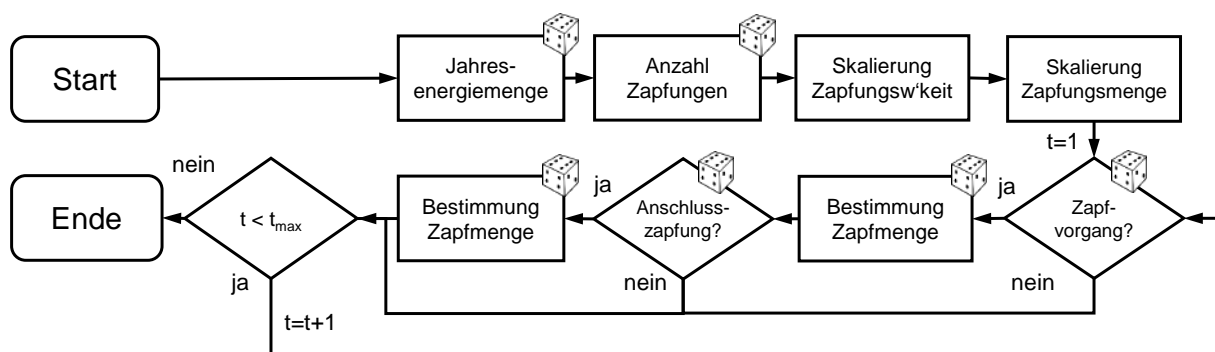 Start
Jahres-
energiemenge
Anzahl
Zapfungen
Skalierung
Zapfungsw‘keit
Skalierung
Zapfungsmenge
t=1
Zapf-
vorgang?
ja
nein
Bestimmung
Zapfmenge
Anschluss-
zapfung?
ja
nein
Bestimmung
Zapfmenge
t < tmax
nein
ja
t=t+1
Ende